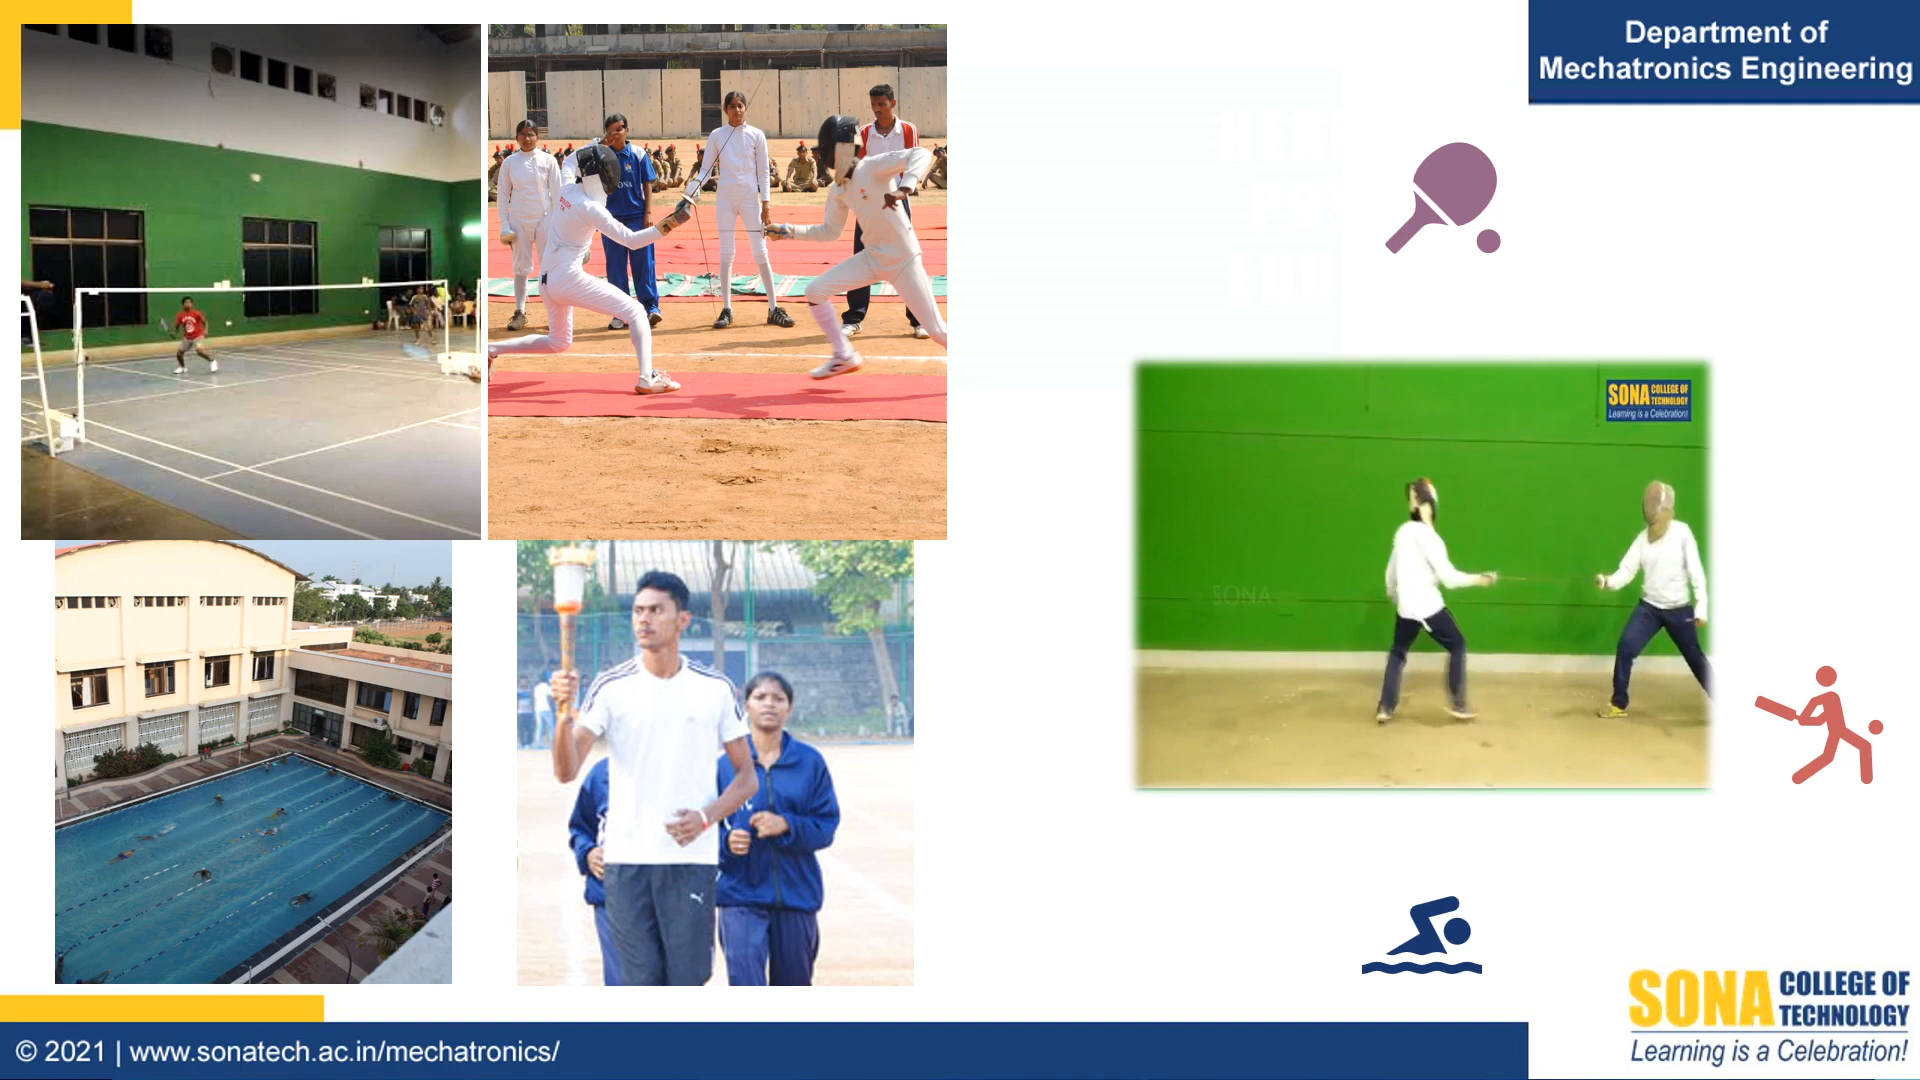 Department of
Mechatronics Engineering
SONA COLLEGE OF
TECHNOLOGY
Learning is a Celebration!
SONA
SONA COLLEGE OF
TECHNOLOGY
Learning is a Celebration!
© 2021 | www.sonatech.ac.in/mechatronics/